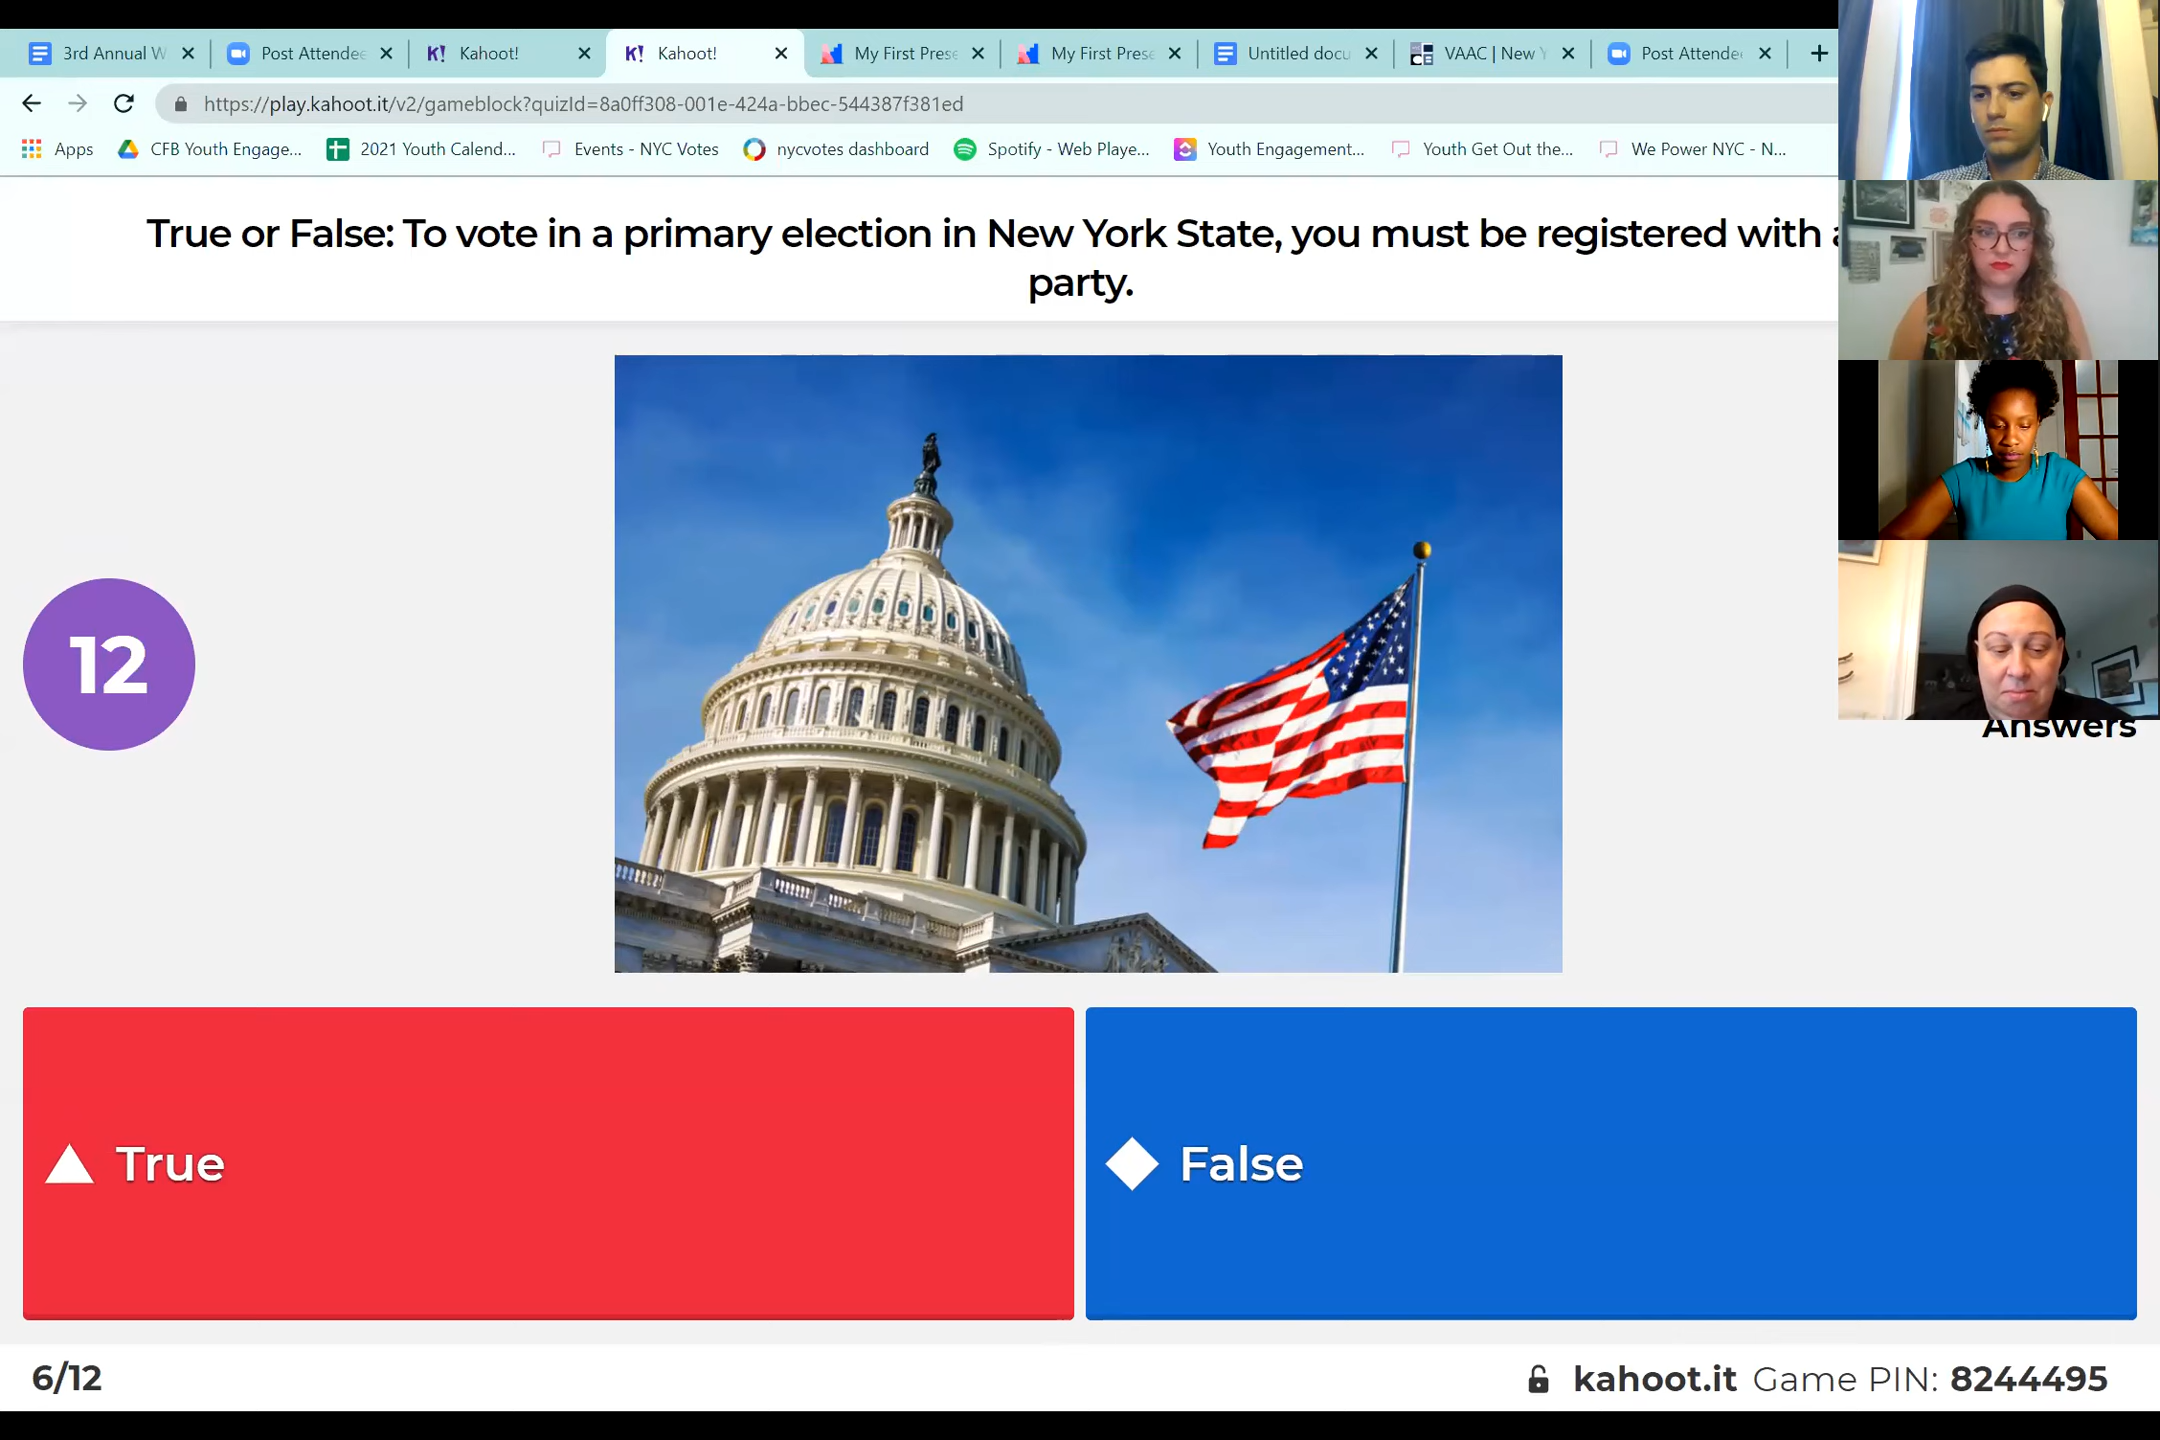 3rd Annual W
Post Attendee
Kahoot!
Kahoot!
My First Prese
My First Prese
Untitled docu
VAAC | New Y
Post Attendee
https://play.kahoot.it/v2/gameblock?quizId=8a0ff308-001e-424a-bbec-544387f381ed
Apps
CFB Youth Engage...
2021 Youth Calend...
Events - NYC Votes
nycvotes dashboard
Spotify - Web Playe...
Youth Engagement...
Youth Get Out the...
We Power NYC - N...
True or False: To vote in a primary election in New York State, you must be registered with a
party.
12
Answers
True
False
6/12
kahoot.it Game PIN: 8244495